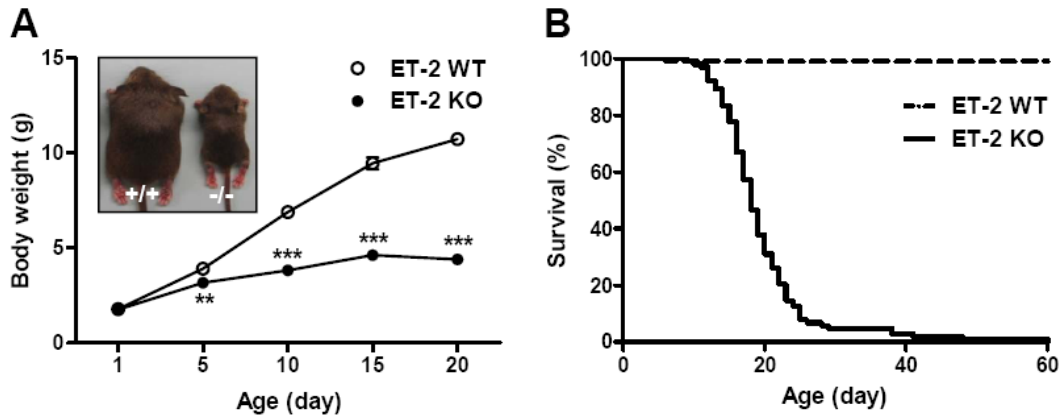 A
Body weight (g)
15
10
5
0
+/+
-/-
ET-2 WT
ET-2 KO
**
***
***
***
1
5
10
15
20
Age (day)
B
Survival (%)
100
80
60
40
20
0
ET-2 WT
ET-2 KO
0
20
40
60
Age (day)